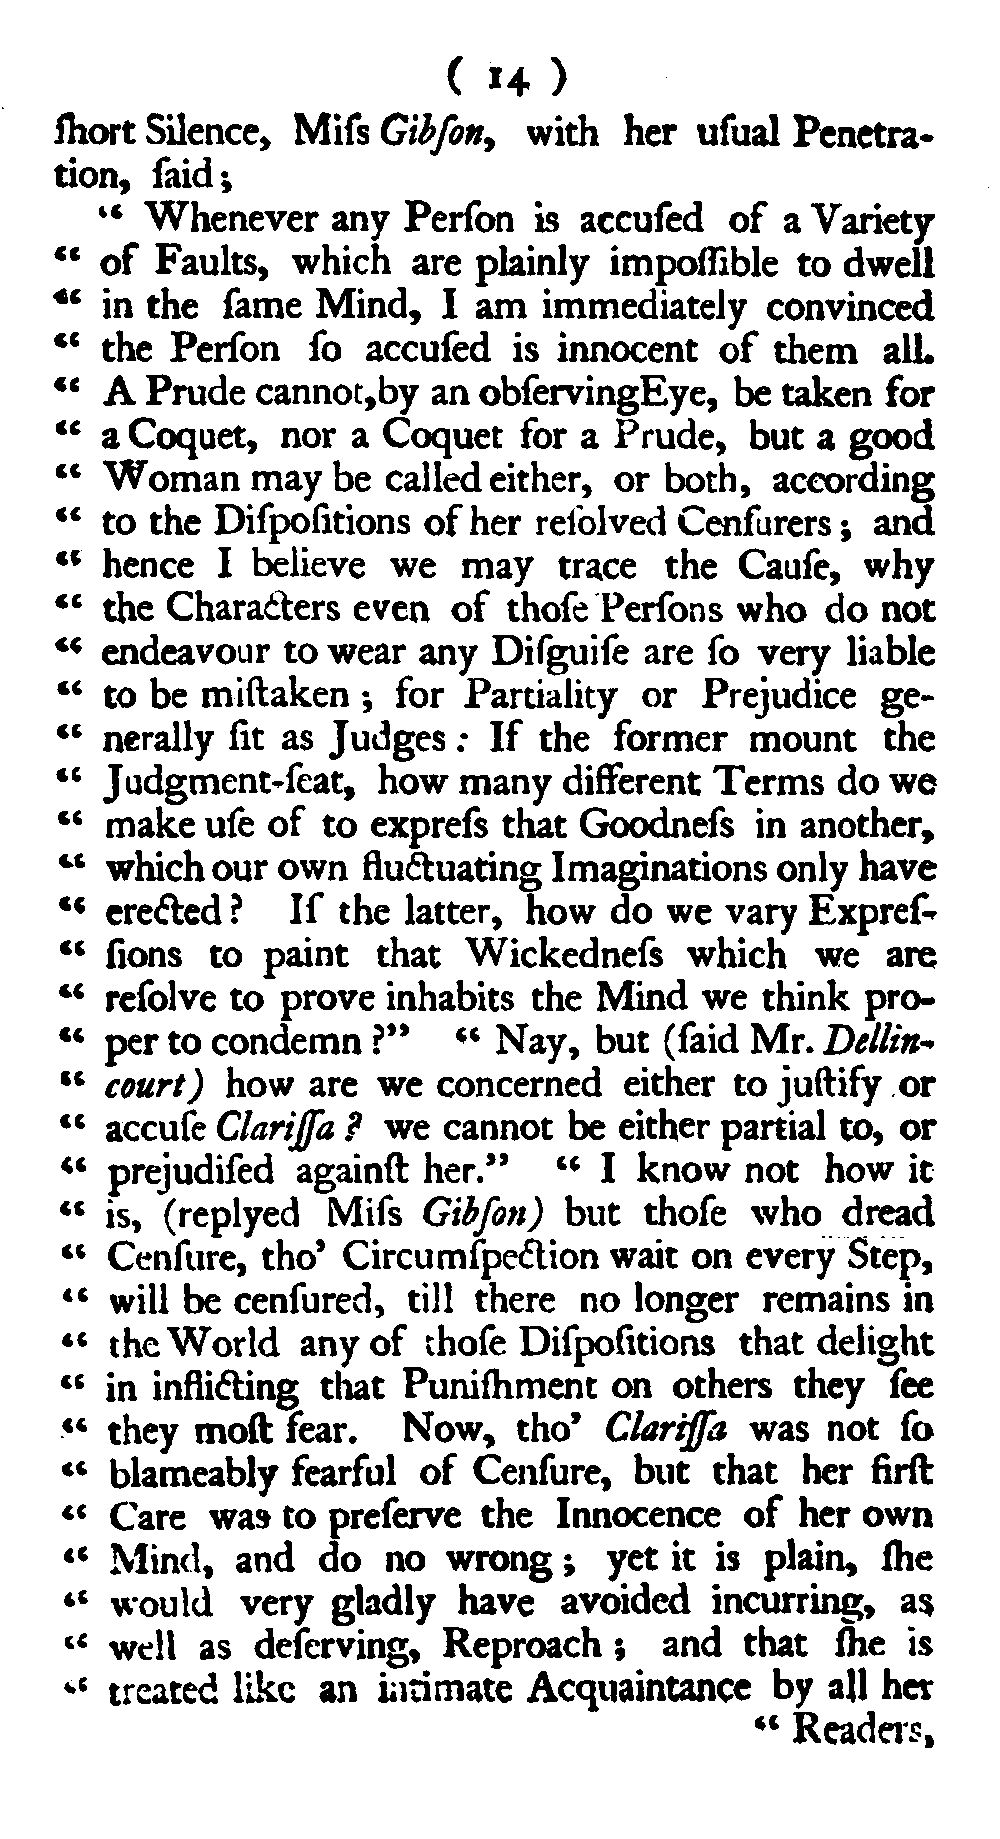 ( 14 )
ſhort Silence, Miſs Gibſon, with her uſual Penetra-
tion, ſaid;
“ Whenever any Perſon is accuſed of a Variety
“ of Faults, which are plainly impoſſible to dwell
“ in the ſame Mind, I am immediately convinced
“ the Perſon ſo accuſed is innocent of them all.
“ A Prude cannot,by an obſervingEye, be taken for
“ a Coquet, nor a Coquet for a Prude, but a good
“ Woman may be called either, or both, according
“ to the Diſpoſitions of her reſolved Cenſurers; and
“ hence I believe we may trace the Cauſe, why
“ the Characters even of thoſe Perſons who do not
“ endeavour to wear any Diſguiſe are ſo very liable
“ to be miſtaken ; for Partiality or Prejudice ge-
“ nerally ſit as Judges : If the former mount the
“ Judgment-ſeat, how many different Terms do we
“ make uſe of to expreſs that Goodneſs in another,
“ which our own fluctuating Imaginations only have
“ erected ? If the latter, how do we vary Expreſ-
“ ſions to paint that Wickedneſs which we are
“ reſolve to prove inhabits the Mind we think pro-
“ per to condemn ?” “ Nay, but (ſaid Mr. Dellin-
“ court) how are we concerned either to juſtify or
“ accuſe Clariſſa ? we cannot be either partial to, or
“ prejudiſed againſt her.” “ I know not how it
“ is, (replyed Miſs Gibſon) but thoſe who dread
“ Cenſure, tho’ Circumſpection wait on every Step,
“ will be cenſured, till there no longer remains in
“ the World any of thoſe Diſpoſitions that delight
“ in inflicting that Puniſhment on others they ſee
“ they moſt fear. Now, tho’ Clariſſa was not ſo
“ blameably fearful of Cenſure, but that her firſt
“ Care was to preſerve the Innocence of her own
“ Mind, and do no wrong ; yet it is plain, ſhe
“ would very gladly have avoided incurring, as
“ well as deſerving, Reproach ; and that ſhe is
“ treated like an intimate Acquaintance by all her
“ Readers,